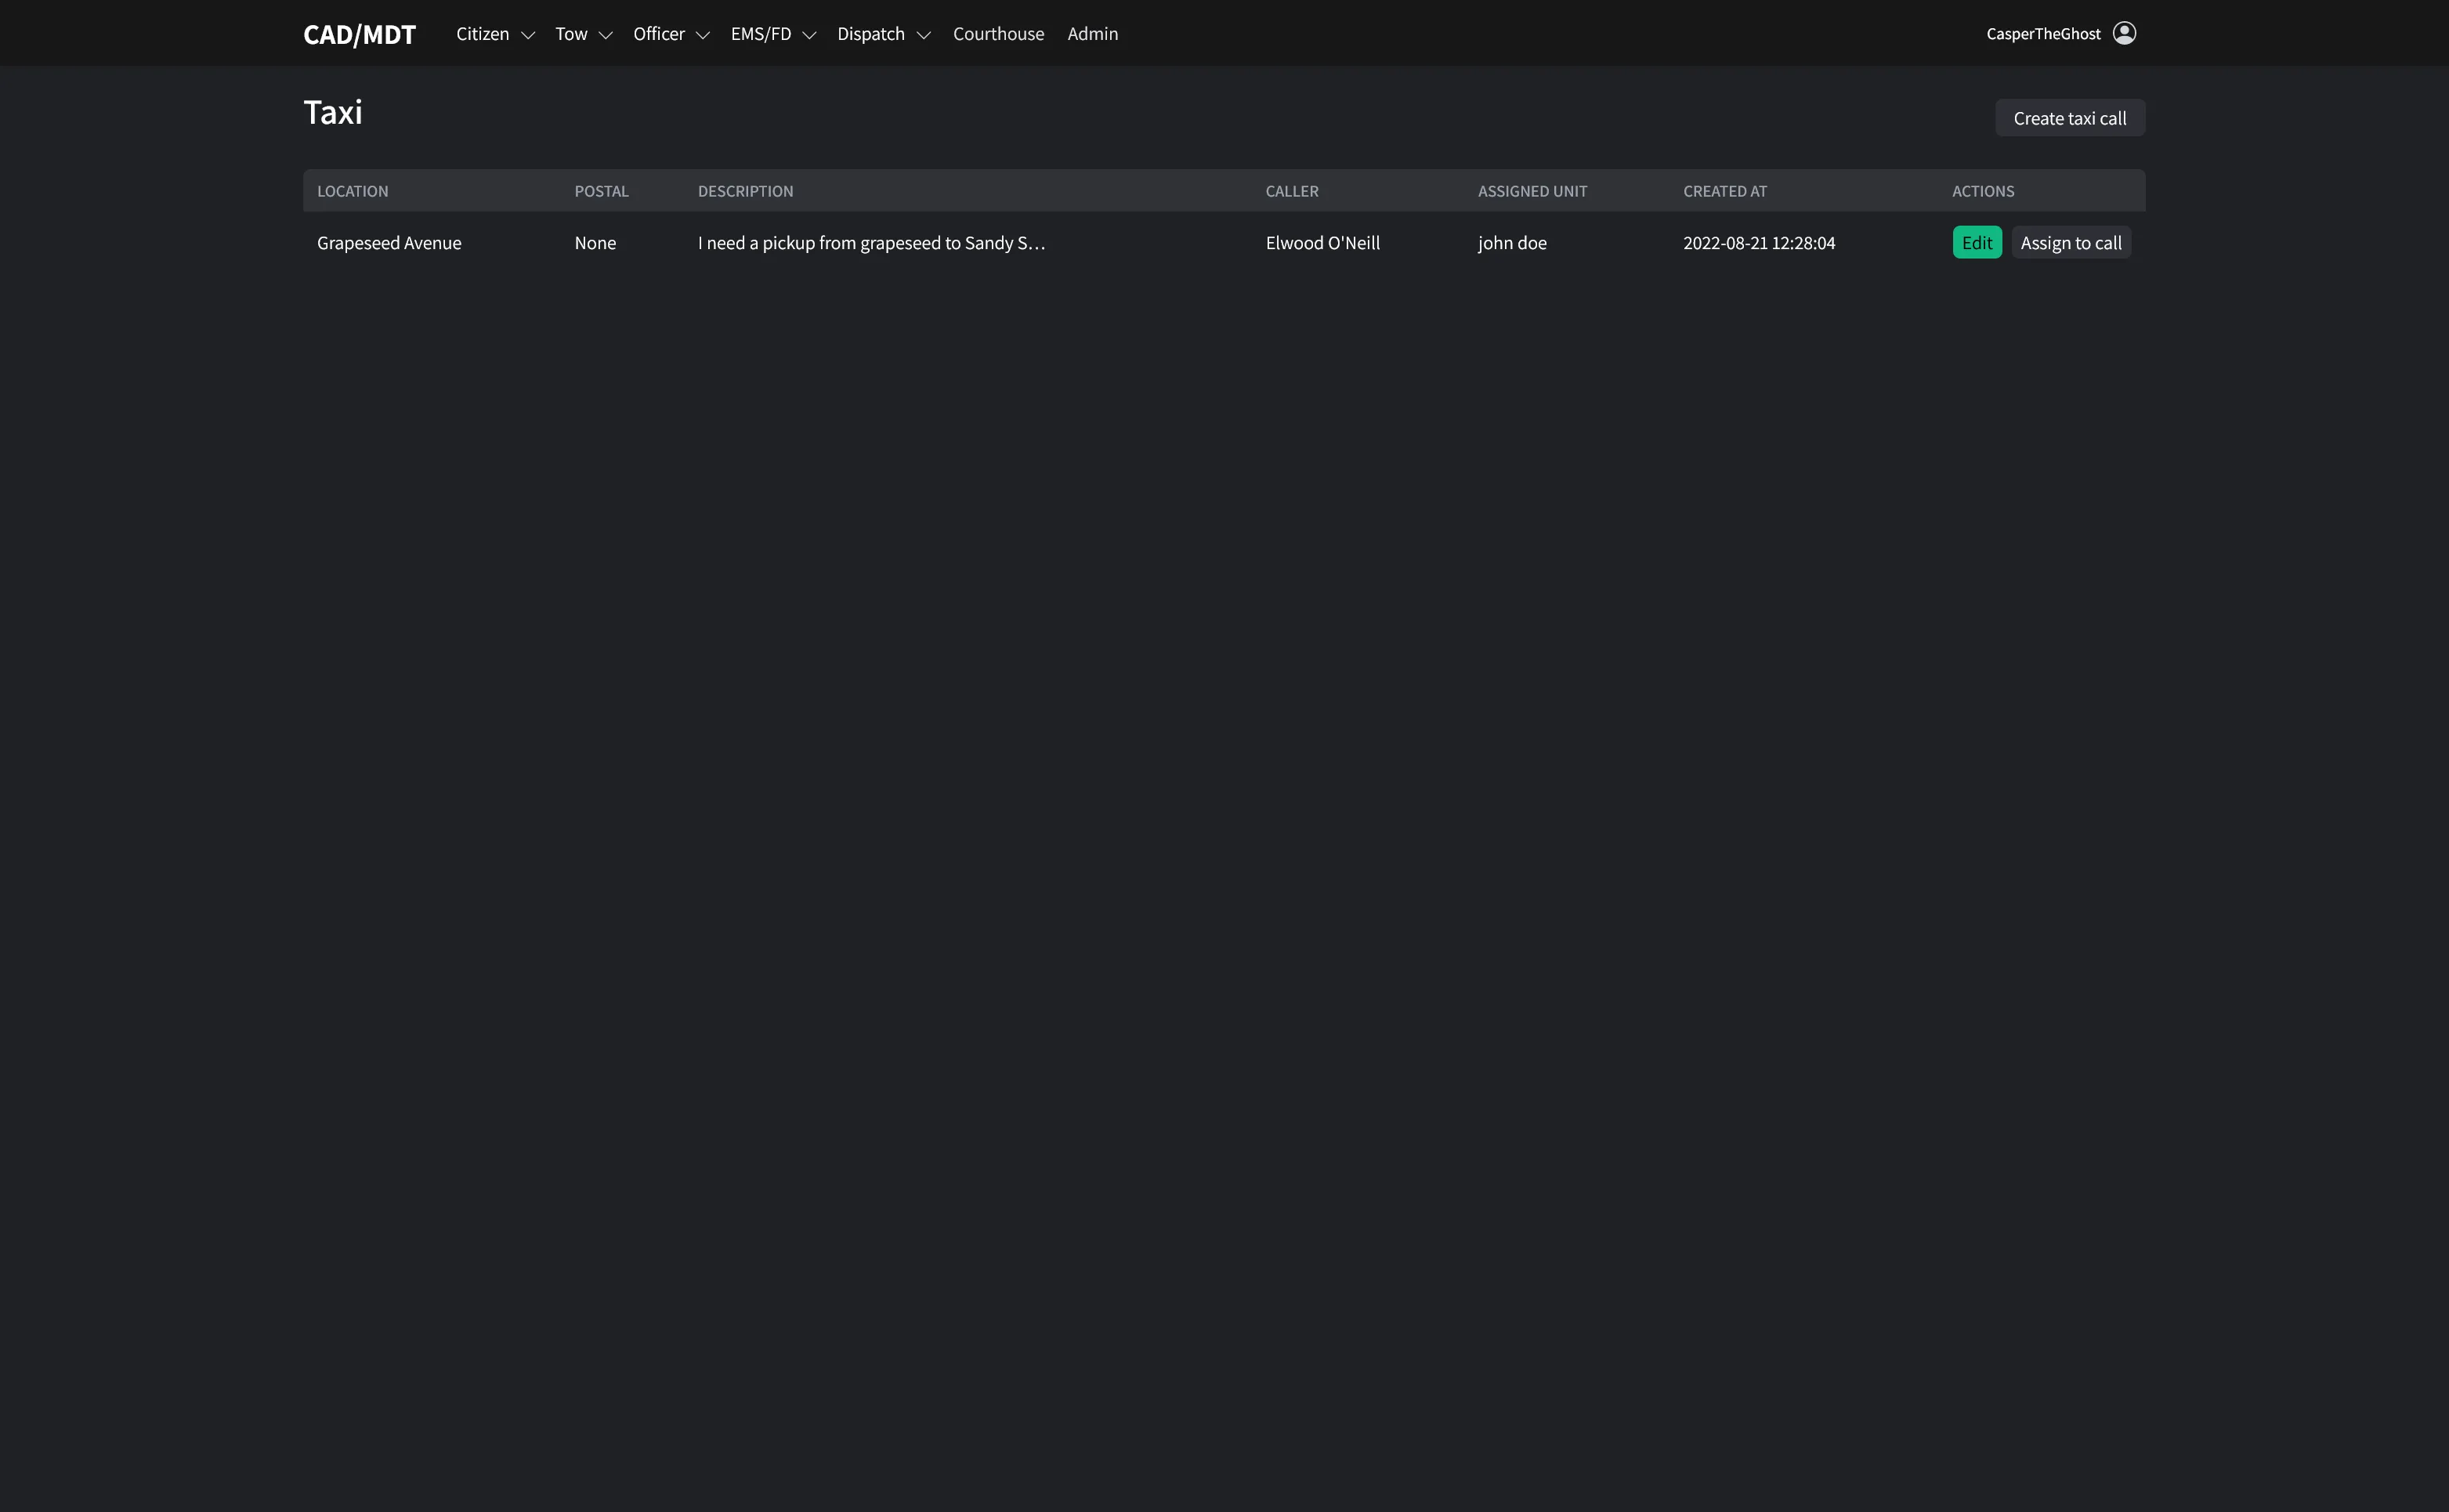 CAD/MDT Citizen Tow Officer EMS/FD Dispatch Courthouse Admin CasperTheGhost
Taxi
Create taxi call
LOCATION POSTAL DESCRIPTION CALLER ASSIGNED UNIT CREATED AT ACTIONS
Grapeseed Avenue None I need a pickup from grapeseed to Sandy S... Elwood O'Neill john doe 2022-08-21 12:28:04 Edit Assign to call